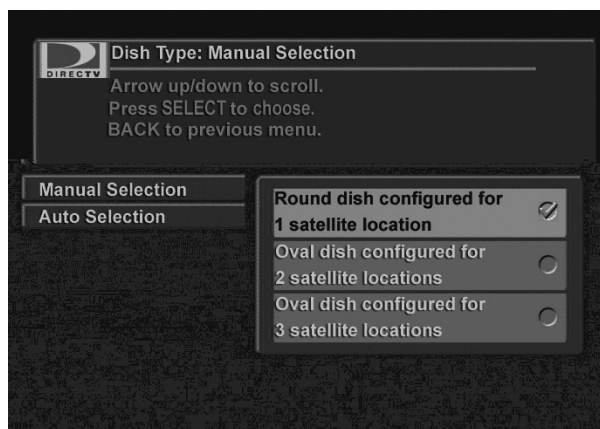 Dish Type: Manual Selection
DIRECTV
Arrow up/down to scroll.
Press SELECT to choose.
BACK to previous menu.
Manual Selection
Auto Selection
Round dish configured for
1 satellite location
Oval dish configured for
2 satellite locations
Oval dish configured for
3 satellite locations